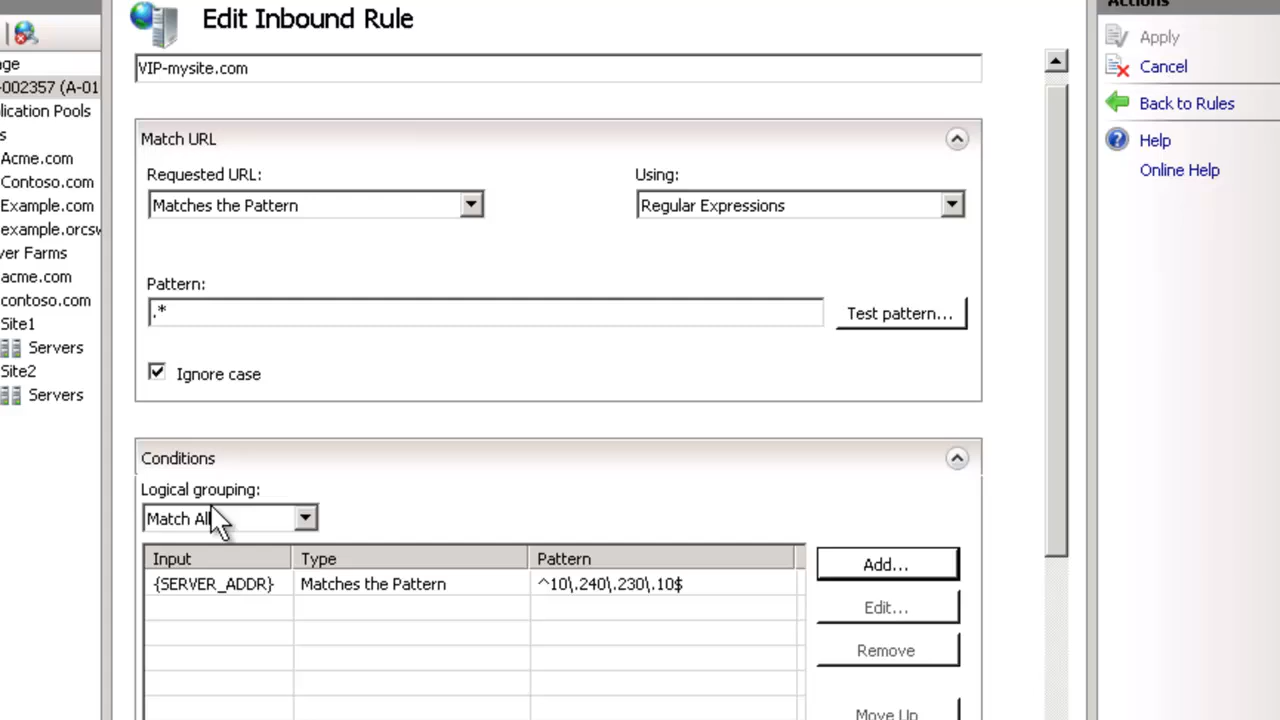 Actions
Edit Inbound Rule
Apply
Cancel
VIP-mysite.com
age
-002357 (A-01
lication Pools
Back to Rules
s
Match URL
Help
Acme.com
Online Help
Contoso.com
Requested URL:
Using:
Example.com
Matches the Pattern
Regular Expressions
example.orcsw
ver Farms
acme.com
Pattern:
contoso.com
.*
Test pattern...
Site1
Servers
Site2
Ignore case
Servers
Conditions
Logical grouping:
Match All
Input Type Pattern
Add...
{SERVER_ADDR} Matches the Pattern ^10\.240\.230\.10$
Edit...
Remove
Move Up